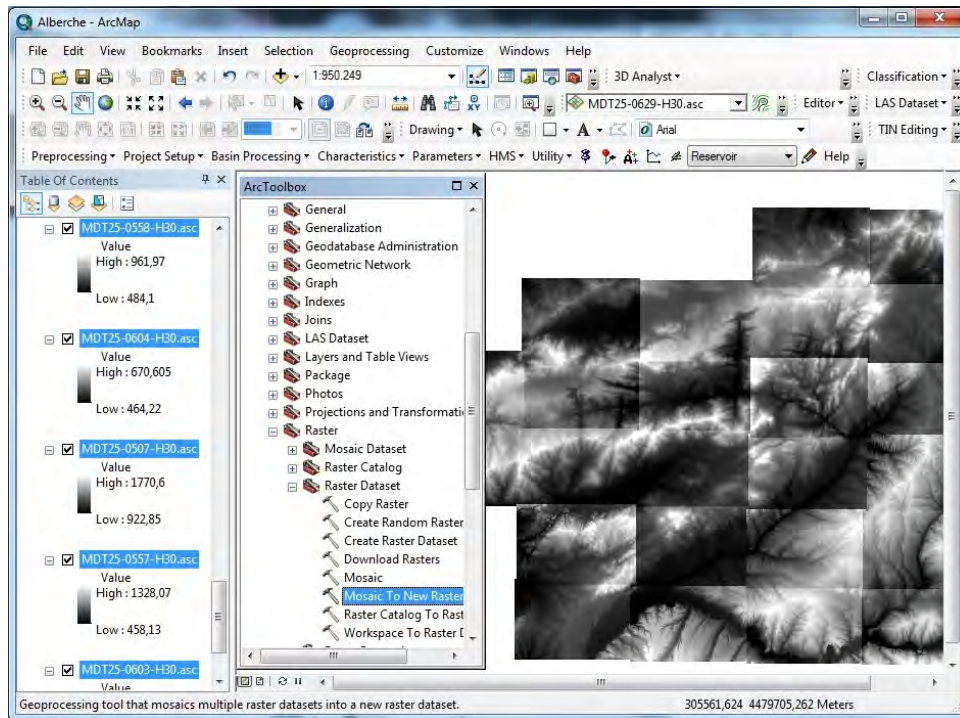 Alberche - ArcMap
File Edit View Bookmarks Insert Selection Geoprocessing Customize Windows Help
1:950.249 3D Analyst Classification
MDT25-0629-H30.asc Editor LAS Dataset
Drawing A Arial TIN Editing
Preprocessing Project Setup Basin Processing Characteristics Parameters HMS Utility Reservoir Help
Table Of Contents
MDT25-0558-H30.asc
Value
High : 961,97
Low : 484,1
MDT25-0604-H30.asc
Value
High : 670,605
Low : 464,22
MDT25-0507-H30.asc
Value
High : 1770,6
Low : 922,85
MDT25-0557-H30.asc
Value
High : 1328,07
Low : 458,13
MDT25-0603-H30.asc
Value
ArcToolbox
General
Generalization
Geodatabase Administration
Geometric Network
Graph
Indexes
Joins
LAS Dataset
Layers and Table Views
Package
Photos
Projections and Transformati
Raster
Mosaic Dataset
Raster Catalog
Raster Dataset
Copy Raster
Create Random Raster
Create Raster Dataset
Download Rasters
Mosaic
Mosaic To New Raster
Raster Catalog To Rast
Workspace To Raster D
Geoprocessing tool that mosaics multiple raster datasets into a new raster dataset.
305561,624 4479705,262 Meters